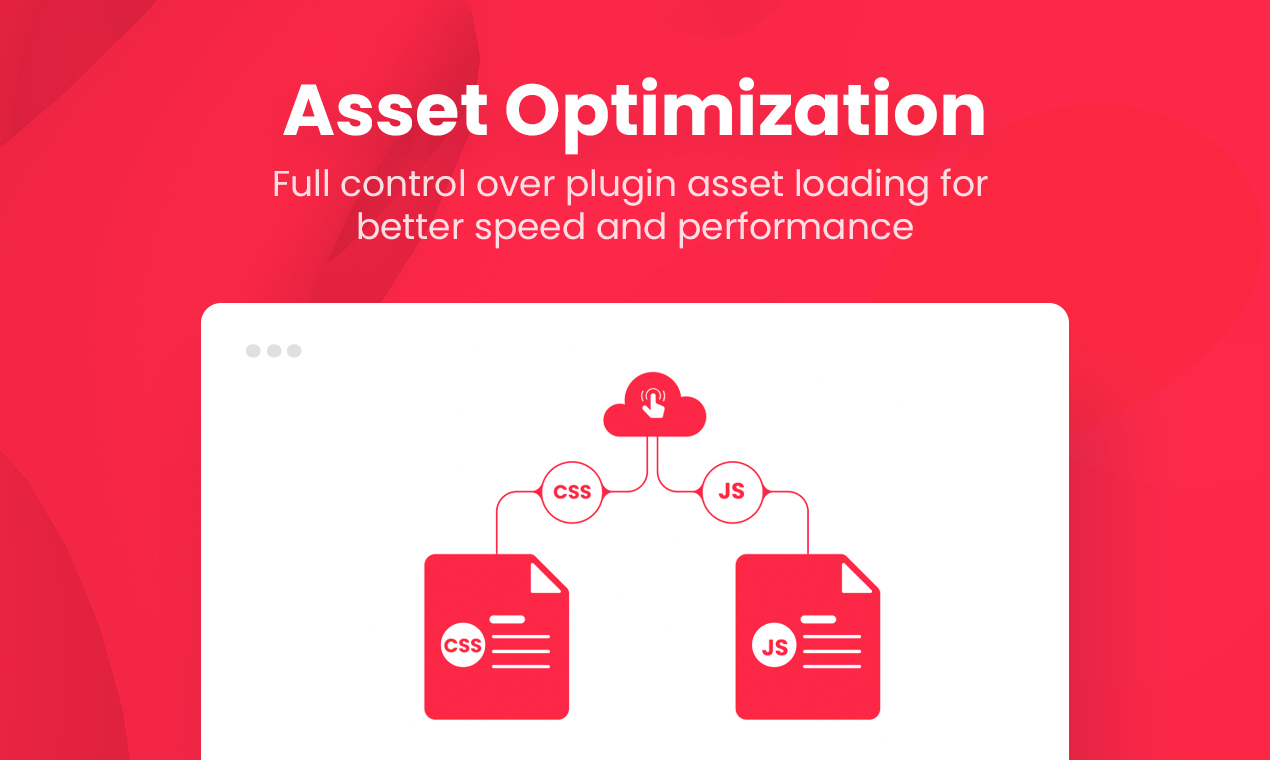 Asset Optimization
Full control over plugin asset loading for
better speed and performance
CSS
JS
CSS
JS